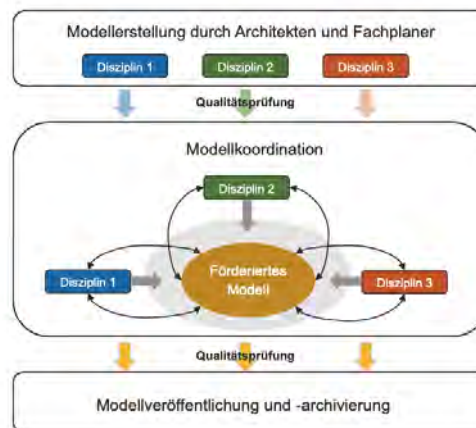 Modellerstellung durch Architekten und Fachplaner
Disziplin 1 Disziplin 2 Disziplin 3
Qualitätsprüfung
Modellkoordination
Disziplin 2
Disziplin 1
Förderiertes
Modell
Disziplin 3
Qualitätsprüfung
Modellveröffentlichung und -archivierung